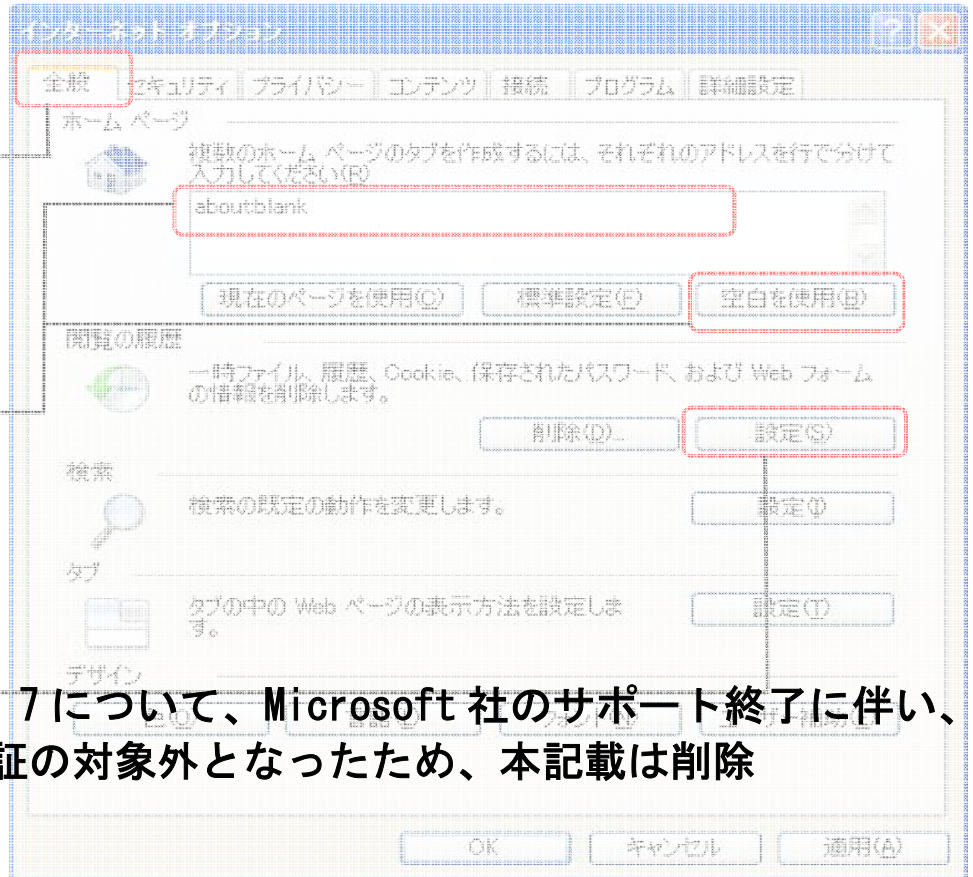 インターネット オプション
全般 セキュリティ プライバシー コンテンツ 接続 プログラム 詳細設定
ホーム ページ
複数のホーム ページのタブを作成するには、それぞれのアドレスを行で分けて
入力してください(R)
aboutblank
現在のページを使用(C) 標準設定(F) 空白を使用(B)
閲覧の履歴
一時ファイル、履歴、Cookie、保存されたパスワード、および Web フォーム
の情報を削除します。
削除(D)... 設定(S)
検索
検索の既定の動作を変更します。 設定(I)
タブ
タブの中の Web ページの表示方法を設定しま
す。
設定(T)
デザイン
7について、Microsoft 社のサポート終了に伴い、
証の対象外となったため、本記載は削除
OK キャンセル 適用(A)